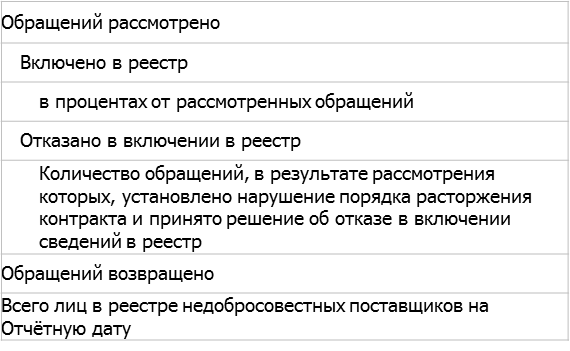 Обращений рассмотрено
Включено в реестр
в процентах от рассмотренных обращений
Отказано в включении в реестр
Количество обращений, в результате рассмотрения
которых, установлено нарушение порядка расторжения
контракта и принято решение об отказе в включении
сведений в реестр
Обращений возвращено
Всего лиц в реестре недобросовестных поставщиков на
Отчётную дату